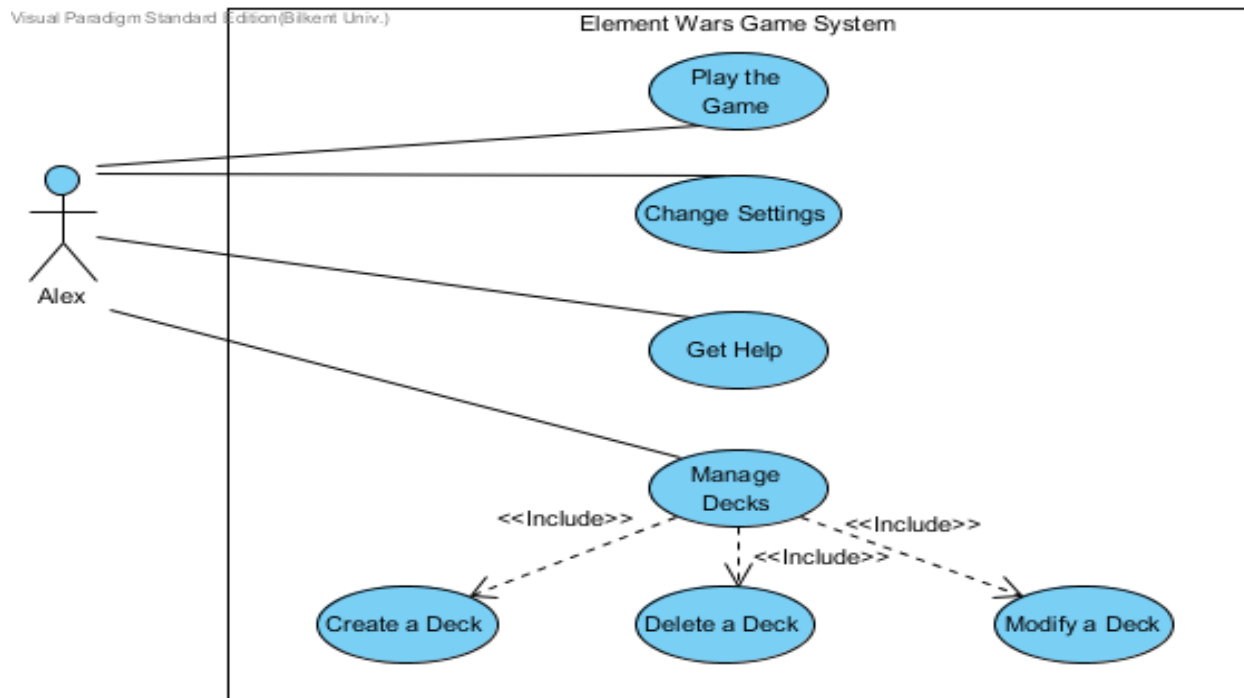 Visual Paradigm Standard Edition(Bilkent Univ.)
Element Wars Game System
Play the
Game
Change Settings
Alex
Get Help
Manage
Decks
<<Include>>
<<Include>>
<<Include>>
Create a Deck
Delete a Deck
Modify a Deck